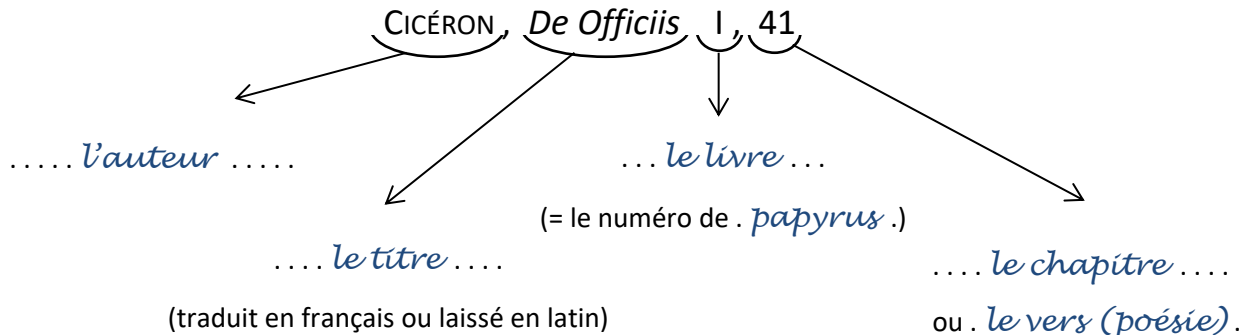 CICÉRON, De Officiis I, 41
. . . . . l'auteur . . . . .
. . . le livre . . .
(= le numéro de . papyrus .)
. . . . le titre . . . .
(traduit en français ou laissé en latin)
. . . . le chapitre . . . .
ou . le vers (poésie) .